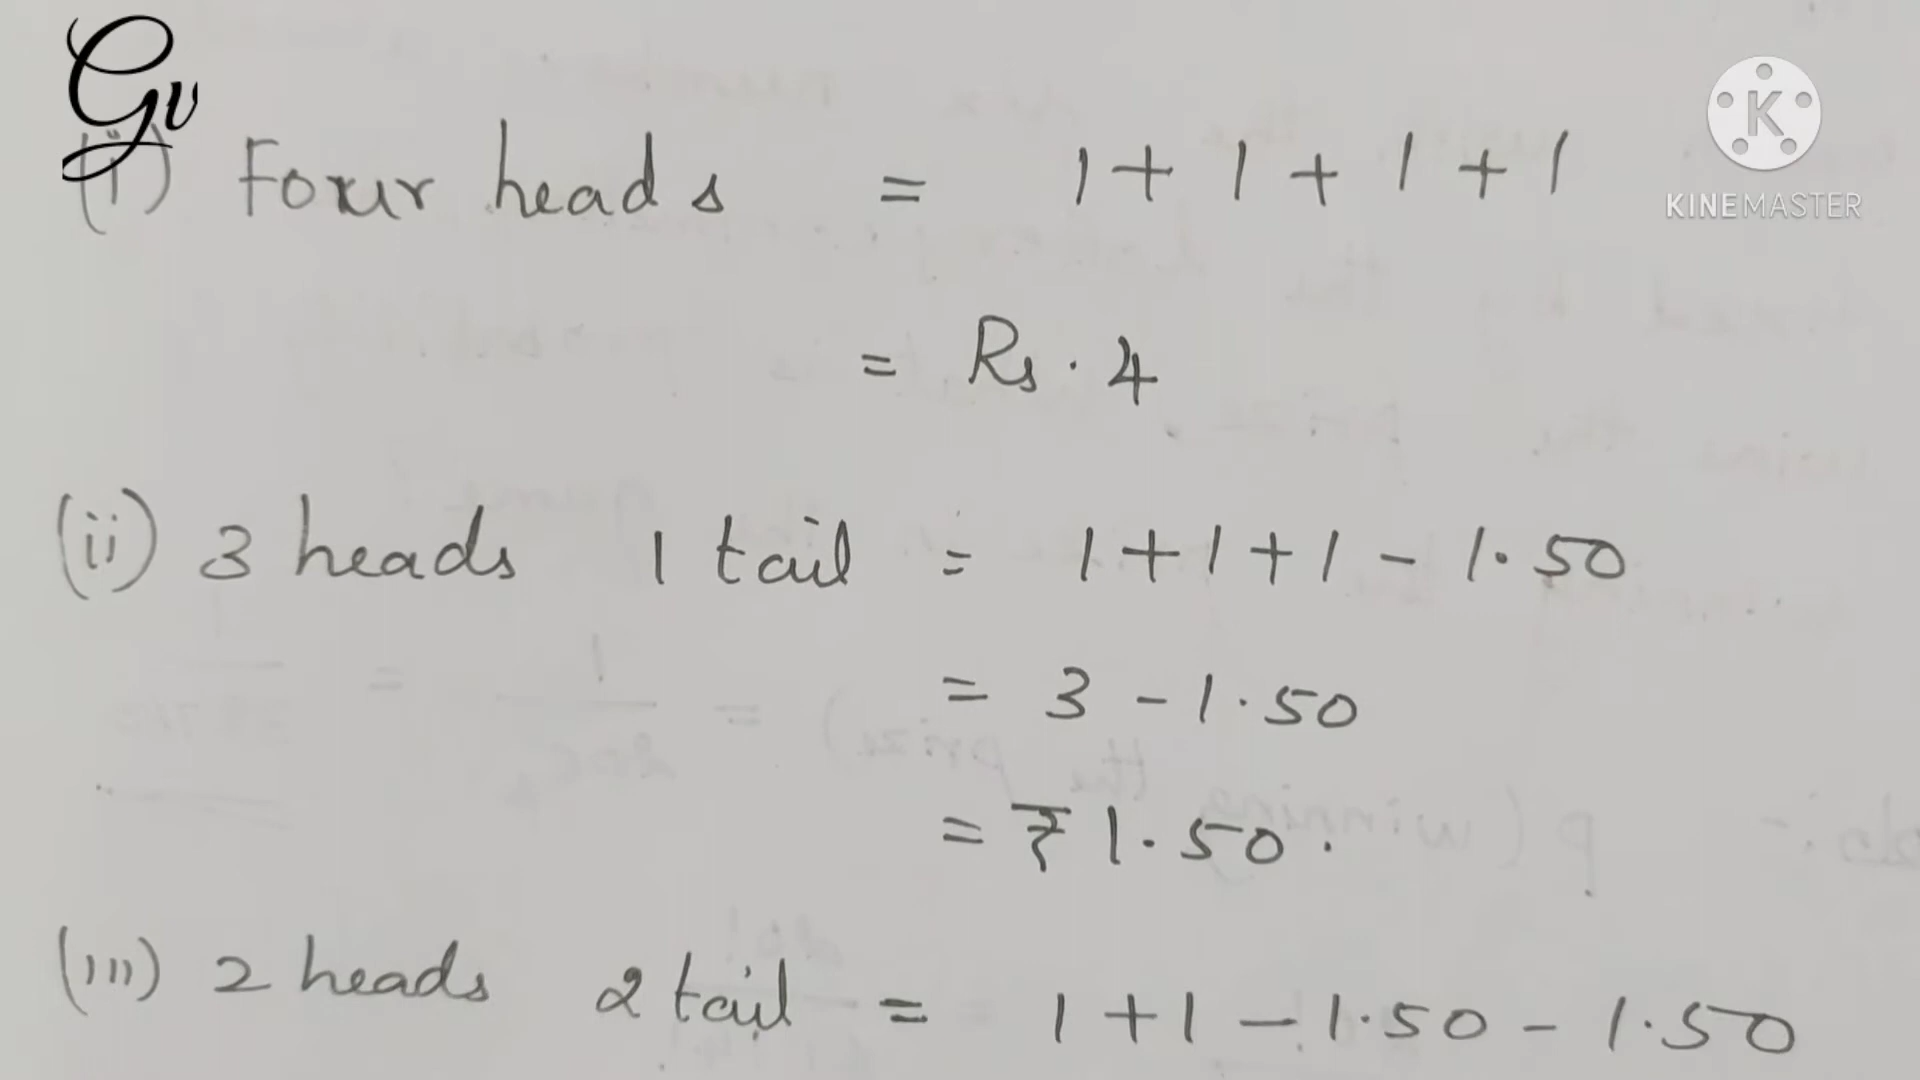 Gv
(i) Four heads = 1 + 1 + 1 + 1
KINEMASTER
= Rs. 4
(ii) 3 heads 1 tail = 1 + 1 + 1 - 1.50
= 3 - 1.50
= ₹ 1.50.
(iii) 2 heads 2 tail = 1 + 1 - 1.50 - 1.50